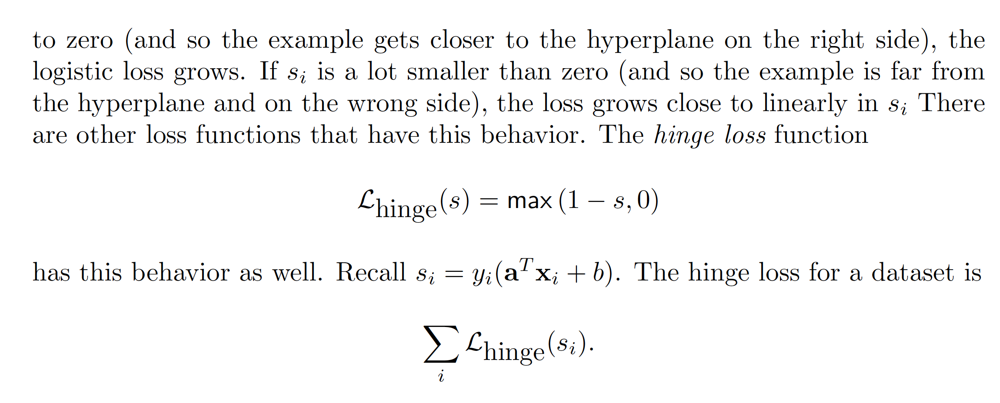 to zero (and so the example gets closer to the hyperplane on the right side), the
logistic loss grows. If $s_i$ is a lot smaller than zero (and so the example is far from
the hyperplane and on the wrong side), the loss grows close to linearly in $s_i$ There
are other loss functions that have this behavior. The hinge loss function
$\mathcal{L}_{\text{hinge}}(s) = \max(1 - s, 0)$
has this behavior as well. Recall $s_i = y_i(\mathbf{a}^T \mathbf{x}_i + b)$. The hinge loss for a dataset is
$\sum_i \mathcal{L}_{\text{hinge}}(s_i).$